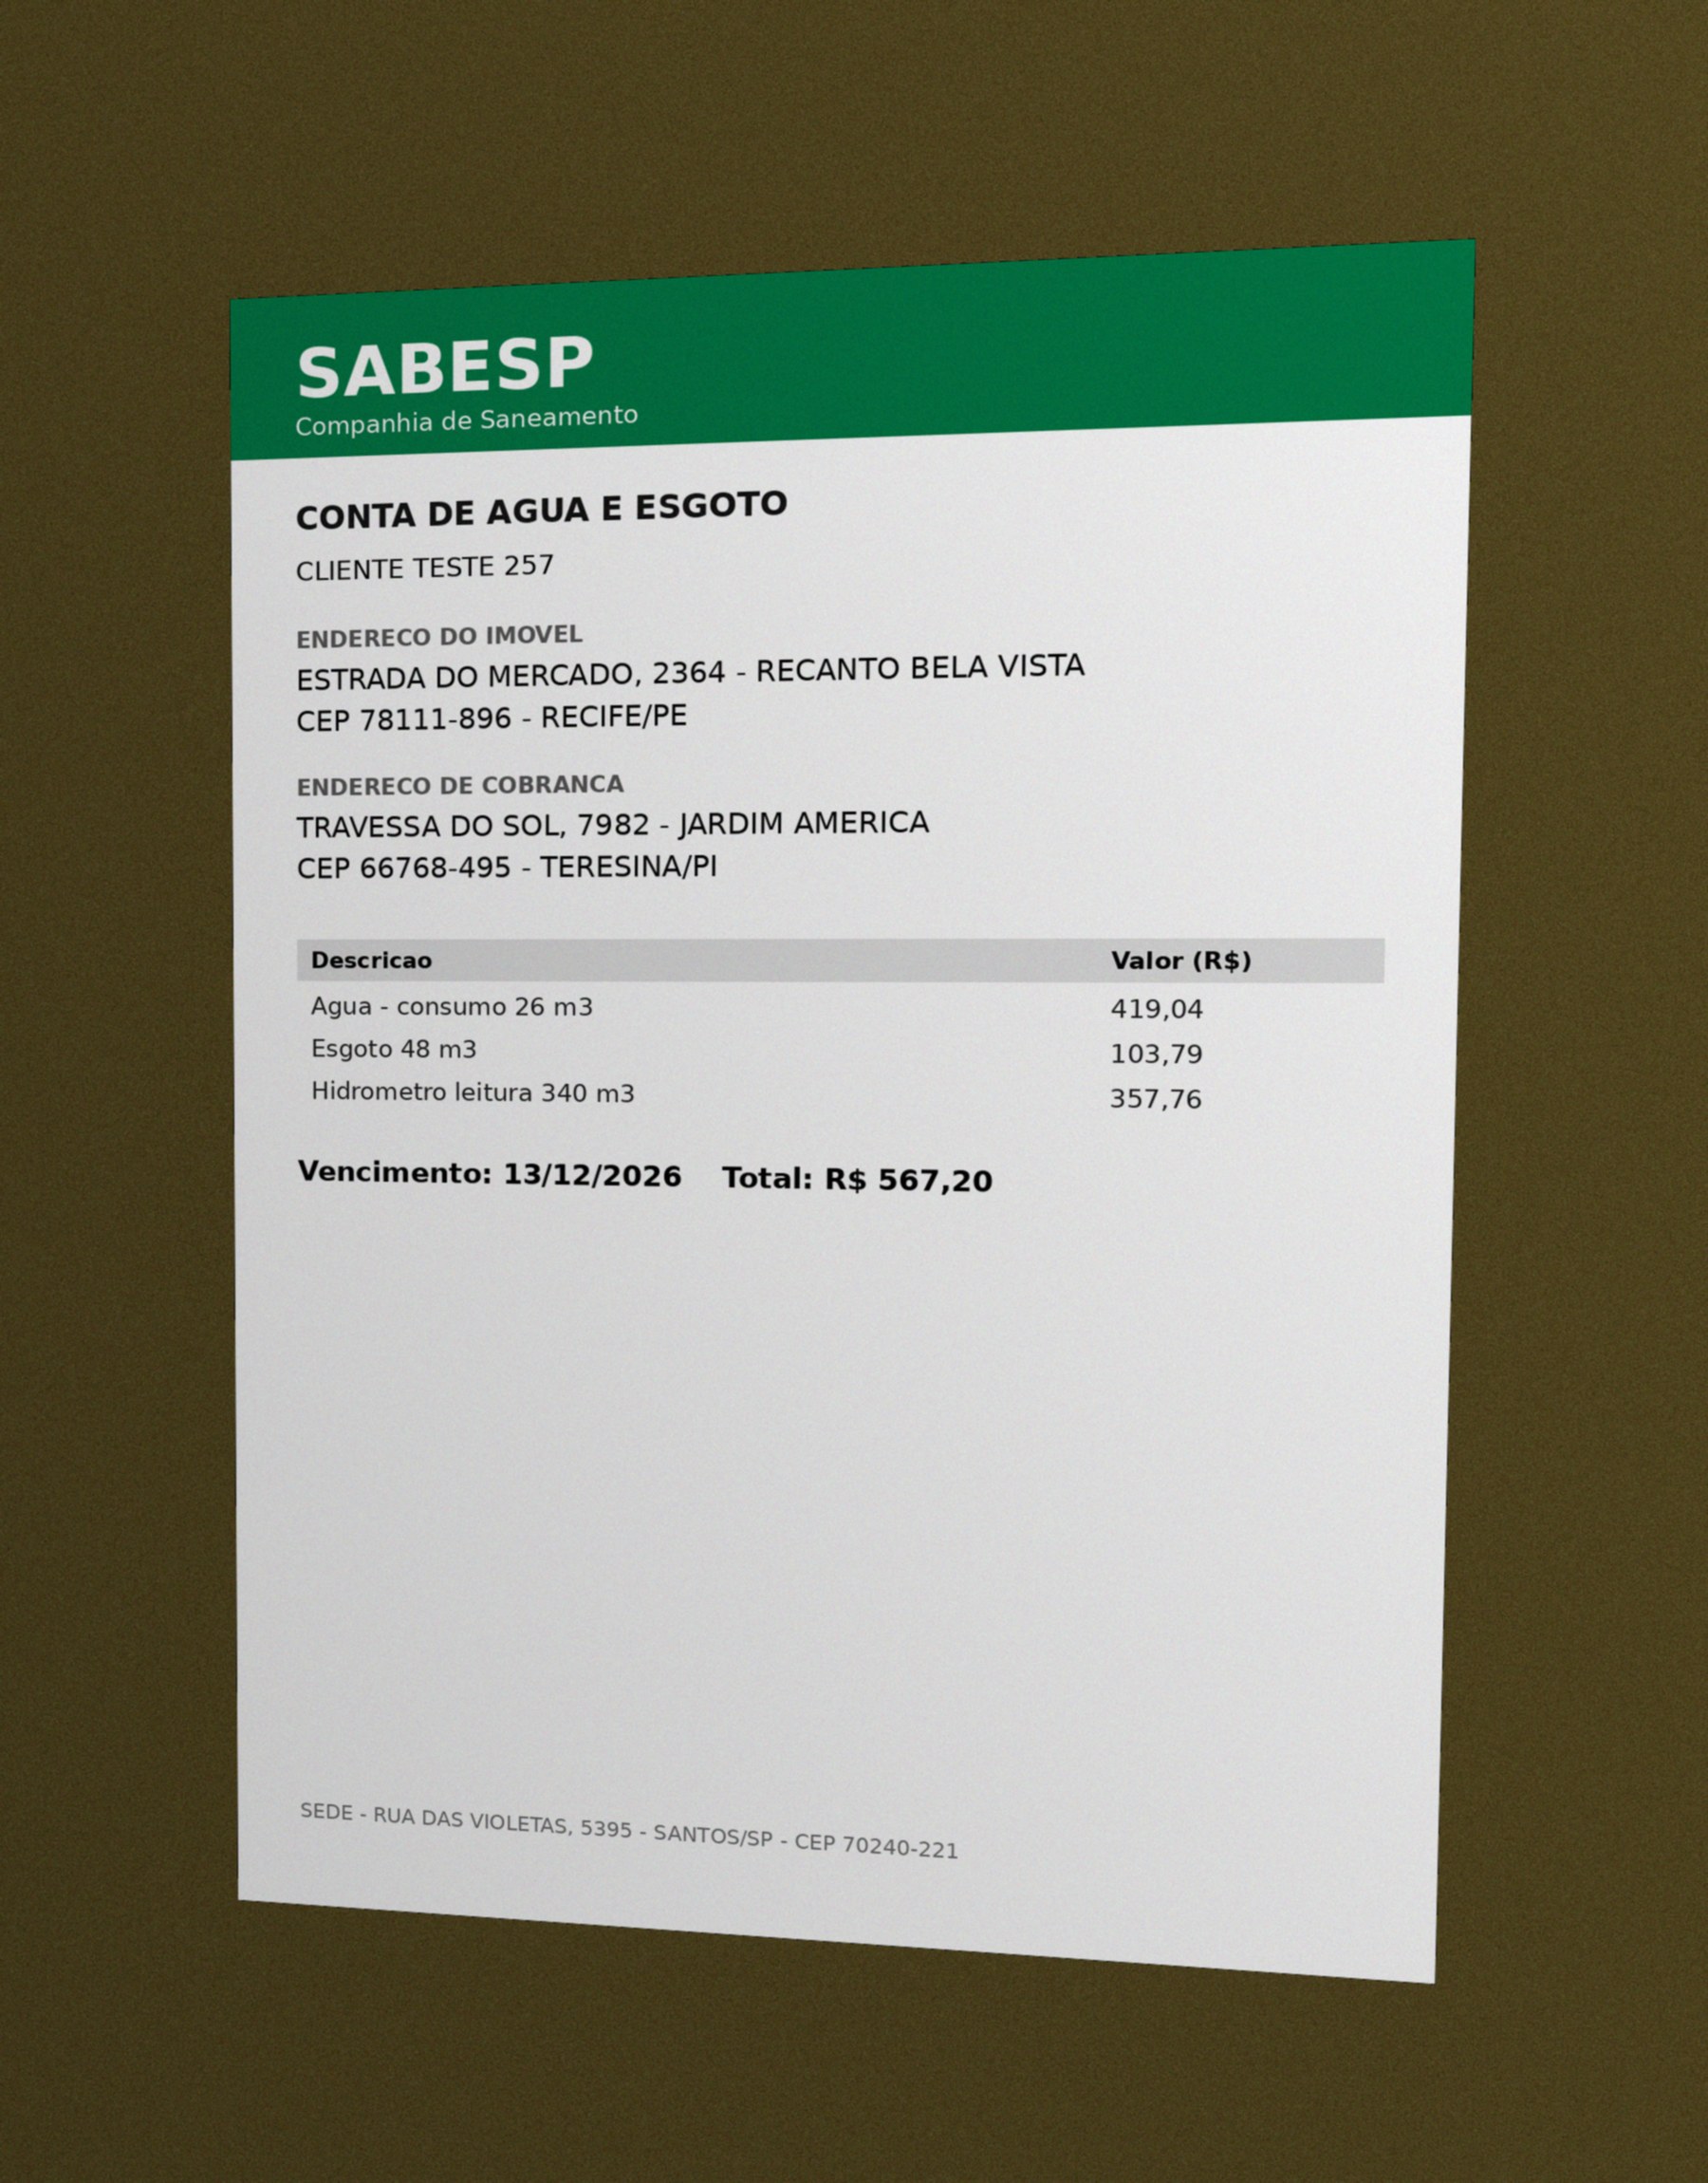 SABESP
Companhia de Saneamento
CONTA DE AGUA E ESGOTO
CLIENTE TESTE 257
ENDERECO DO IMOVEL
ESTRADA DO MERCADO, 2364 - RECANTO BELA VISTA
CEP 78111-896 - RECIFE/PE
ENDERECO DE COBRANCA
TRAVESSA DO SOL, 7982 - JARDIM AMERICA
CEP 66768-495 - TERESINA/PI
Descricao Valor (R$)
Agua - consumo 26 m3 419,04
Esgoto 48 m3 103,79
Hidrometro leitura 340 m3 357,76
Vencimento: 13/12/2026 Total: R$ 567,20
SEDE - RUA DAS VIOLETAS, 5395 - SANTOS/SP - CEP 70240-221